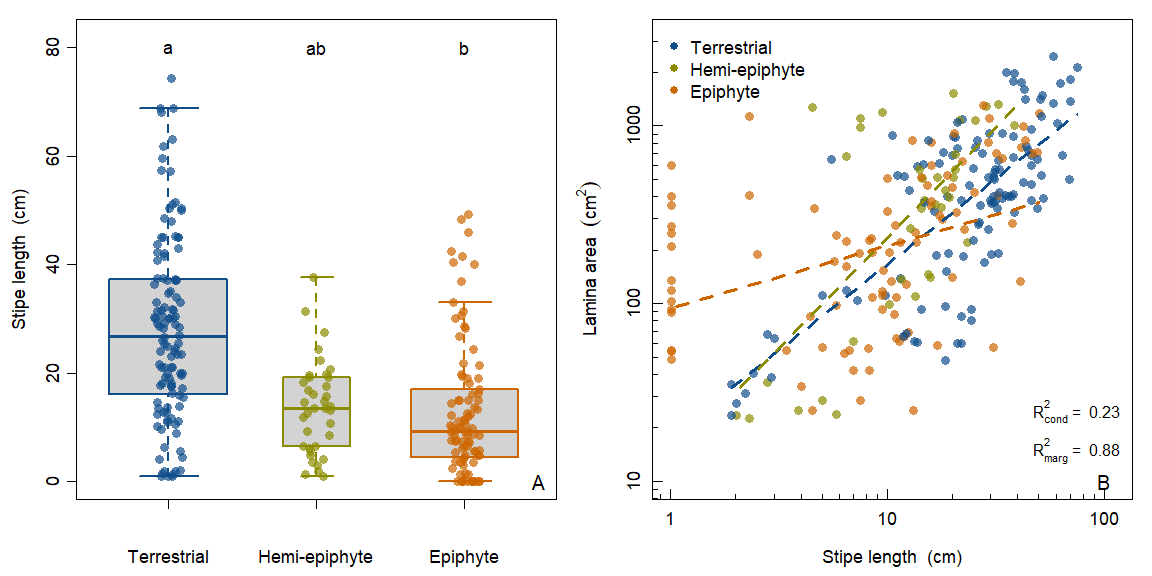 80
60
40
20
0
Stipe length (cm)
a
ab
b
A
Terrestrial
Hemi-epiphyte
Epiphyte
Terrestrial
Hemi-epiphyte
Epiphyte
1000
100
10
Lamina area (cm²)
R²cond = 0.23
R²marg = 0.88
B
1
10
100
Stipe length (cm)